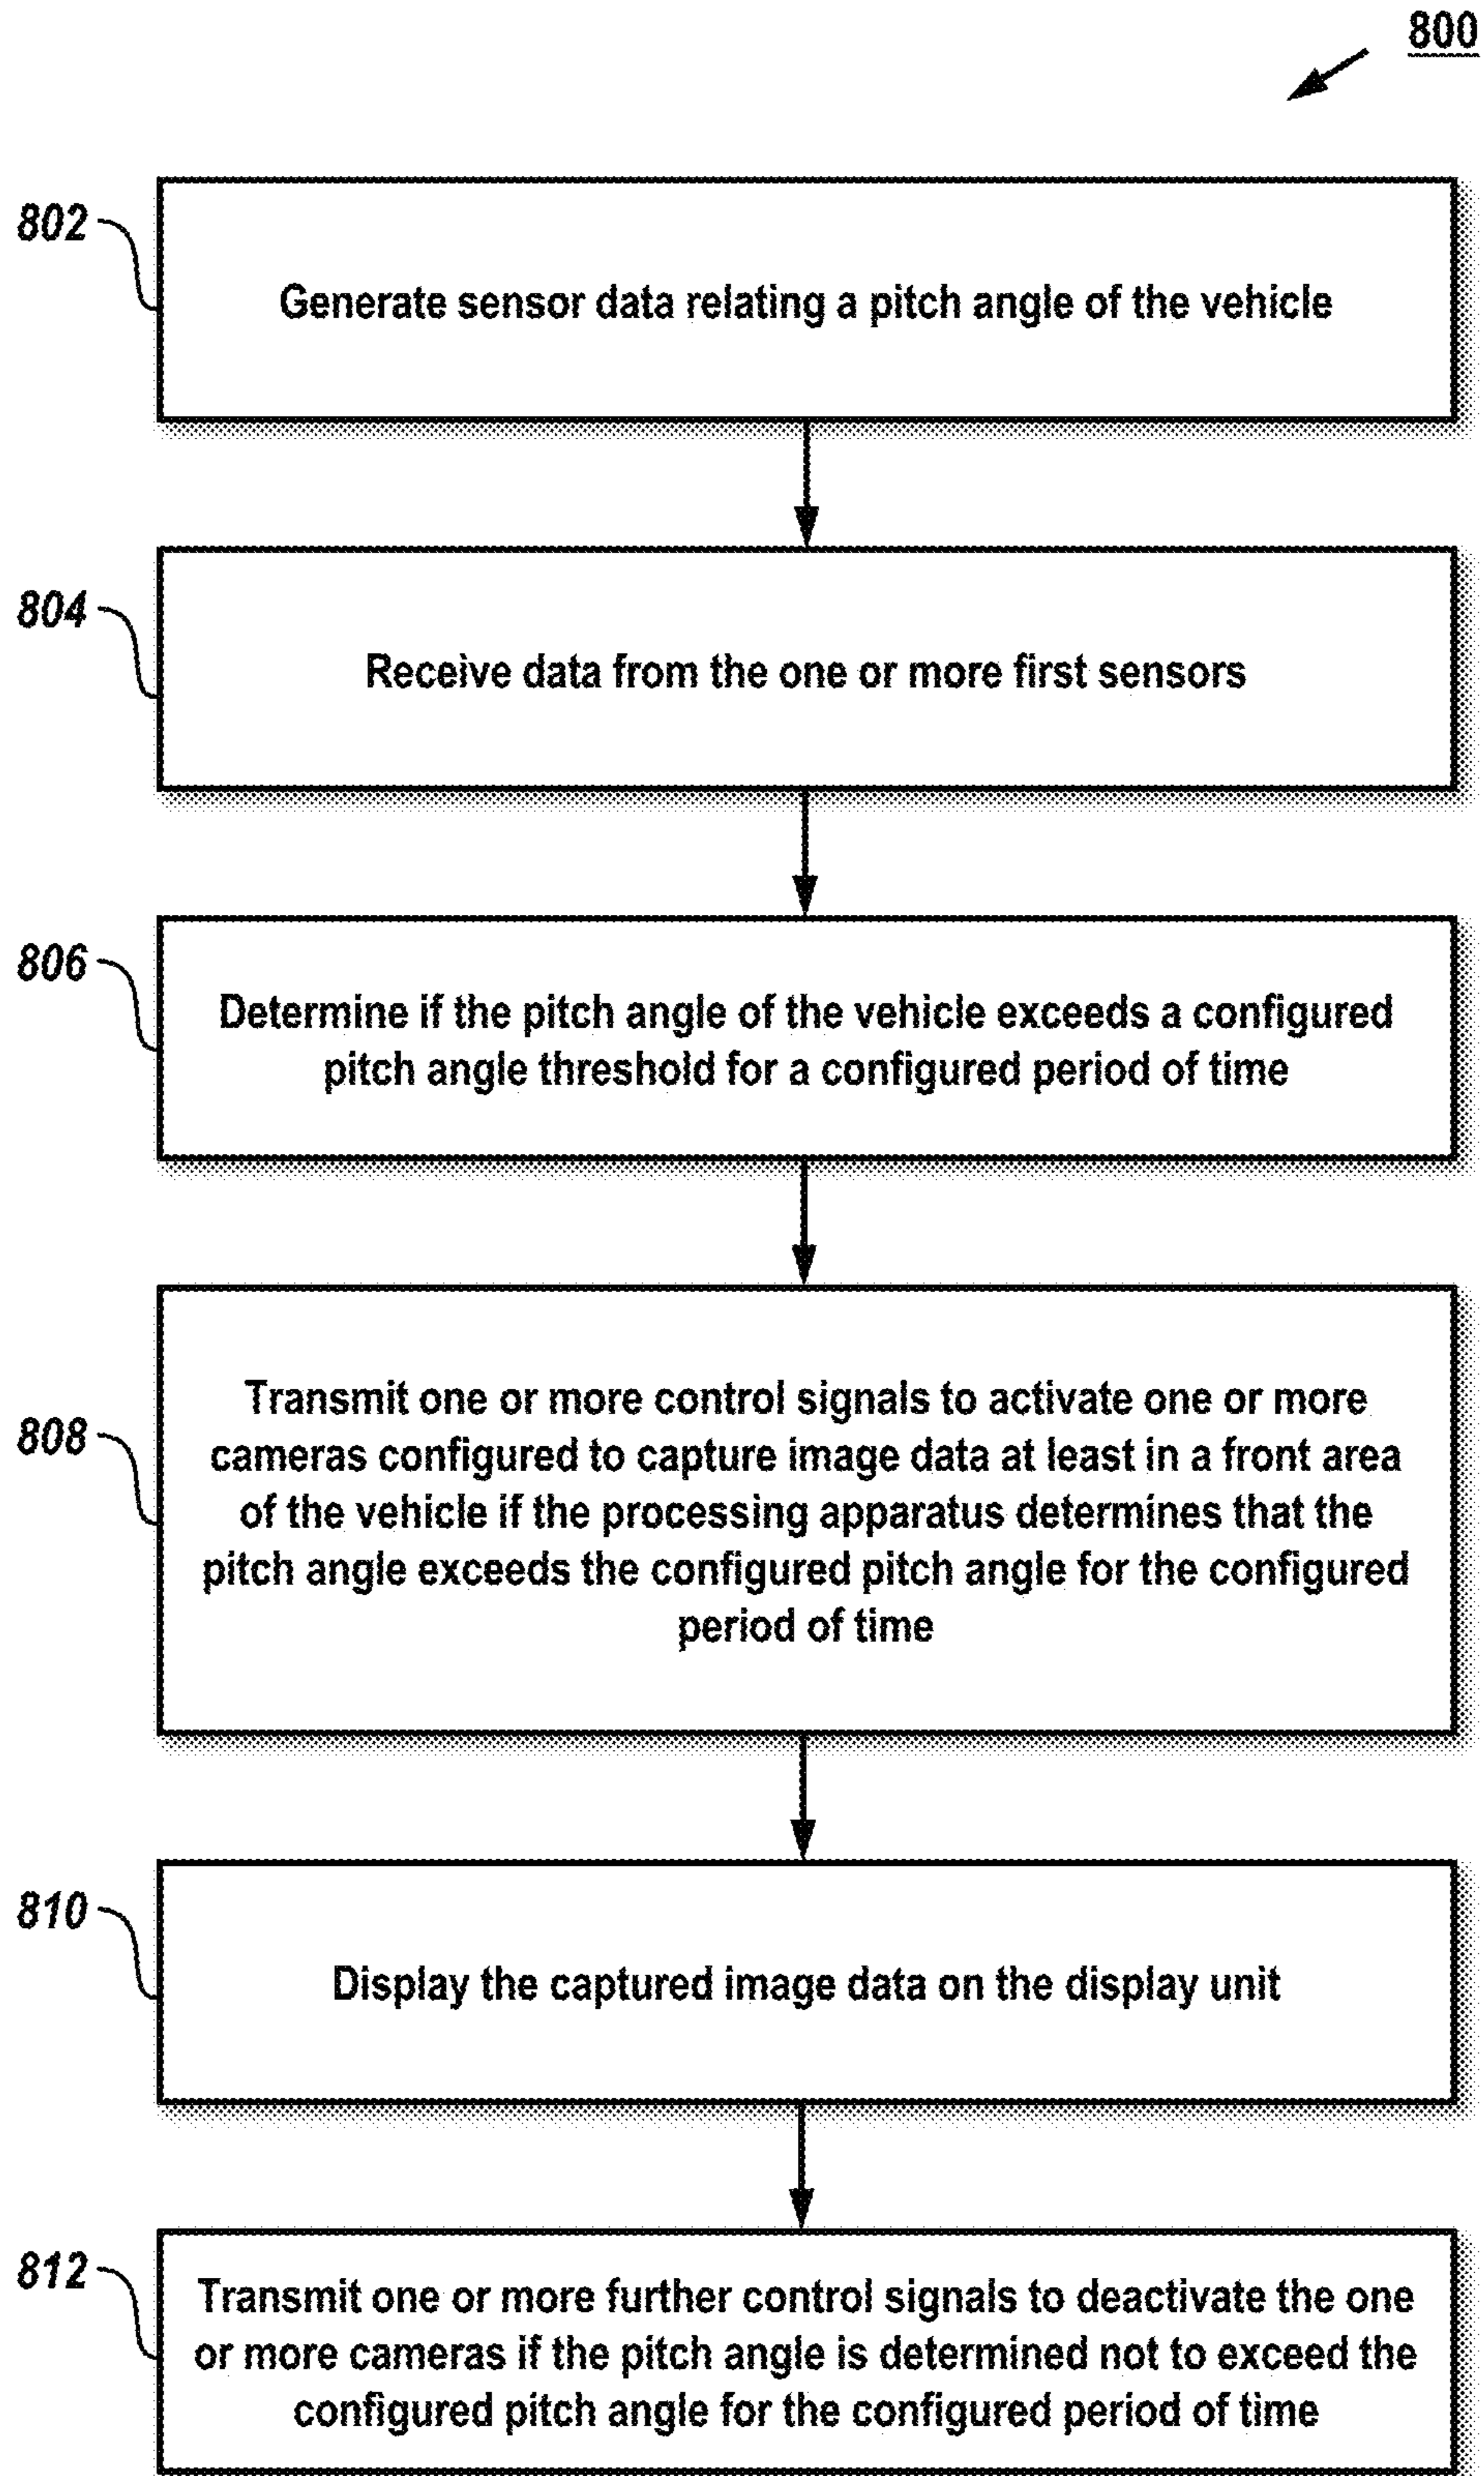 800
802
Generate sensor data relating a pitch angle of the vehicle
804
Receive data from the one or more first sensors
806
Determine if the pitch angle of the vehicle exceeds a configured
pitch angle threshold for a configured period of time
808
Transmit one or more control signals to activate one or more
cameras configured to capture image data at least in a front area
of the vehicle if the processing apparatus determines that the
pitch angle exceeds the configured pitch angle for the configured
period of time
810
Display the captured image data on the display unit
812
Transmit one or more further control signals to deactivate the one
or more cameras if the pitch angle is determined not to exceed the
configured pitch angle for the configured period of time